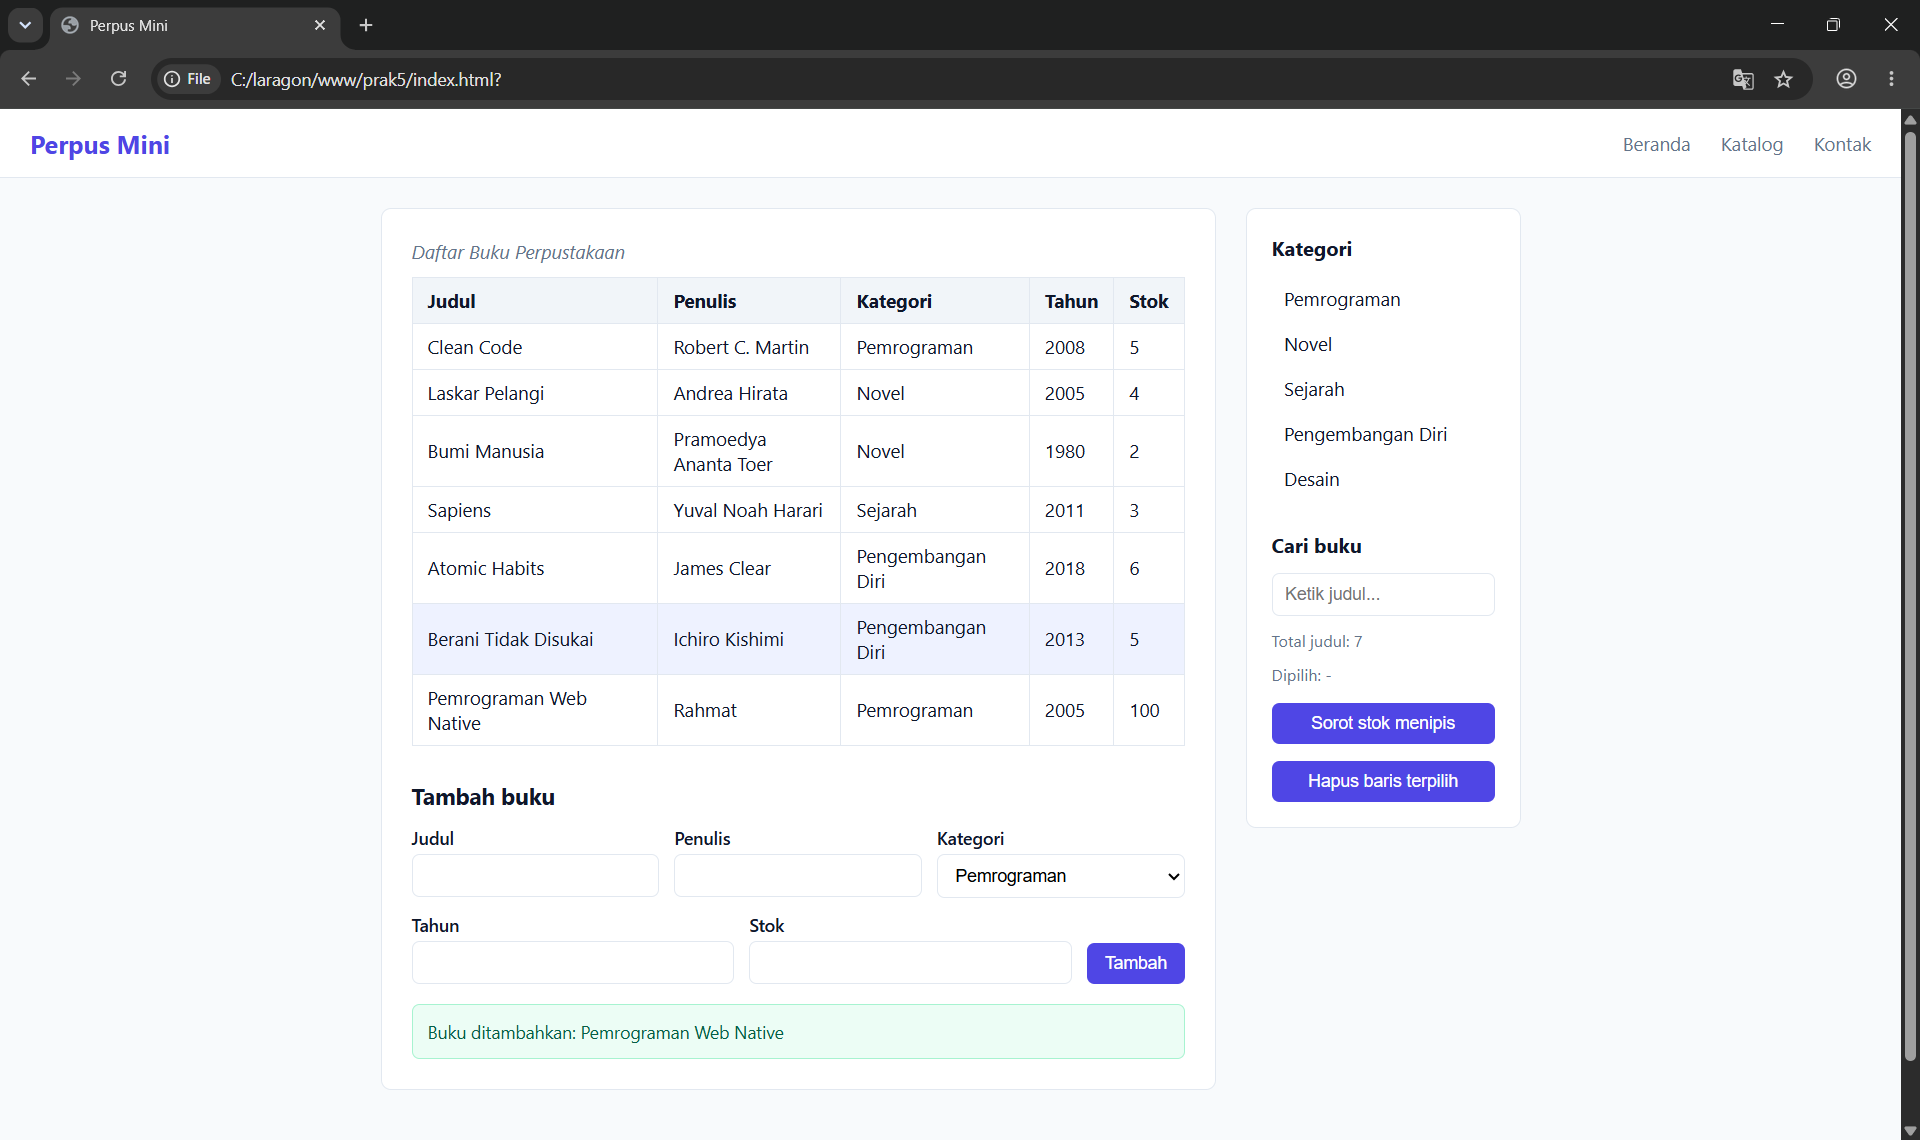 Perpus Mini
File
C:/laragon/www/prak5/index.html?
Perpus Mini
Beranda Katalog Kontak
Daftar Buku Perpustakaan
Judul Penulis Kategori Tahun Stok
Clean Code Robert C. Martin Pemrograman 2008 5
Laskar Pelangi Andrea Hirata Novel 2005 4
Bumi Manusia Pramoedya Ananta Toer Novel 1980 2
Sapiens Yuval Noah Harari Sejarah 2011 3
Atomic Habits James Clear Pengembangan Diri 2018 6
Berani Tidak Disukai Ichiro Kishimi Pengembangan Diri 2013 5
Pemrograman Web Native Rahmat Pemrograman 2005 100
Tambah buku
Judul Penulis Kategori
Pemrograman
Tahun Stok
Tambah
Buku ditambahkan: Pemrograman Web Native
Kategori
Pemrograman
Novel
Sejarah
Pengembangan Diri
Desain
Cari buku
Ketik judul...
Total judul: 7
Dipilih: -
Sorot stok menipis
Hapus baris terpilih